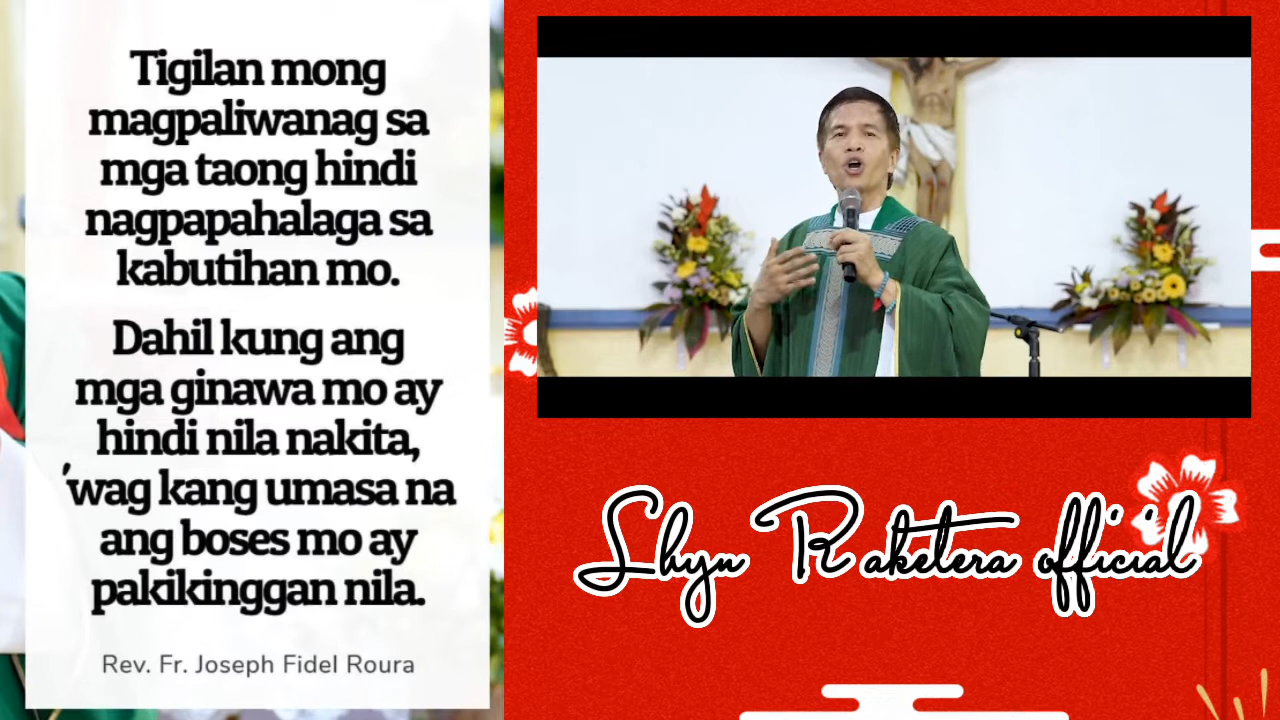 Tigilan mong
magpaliwanag sa
mga taong hindi
nagpapahalaga sa
kabutihan mo.
Dahil kung ang
mga ginawa mo ay
hindi nila nakita,
'wag kang umasa na
ang boses mo ay
pakikinggan nila.
Rev. Fr. Joseph Fidel Roura
Lhyn Raketera official